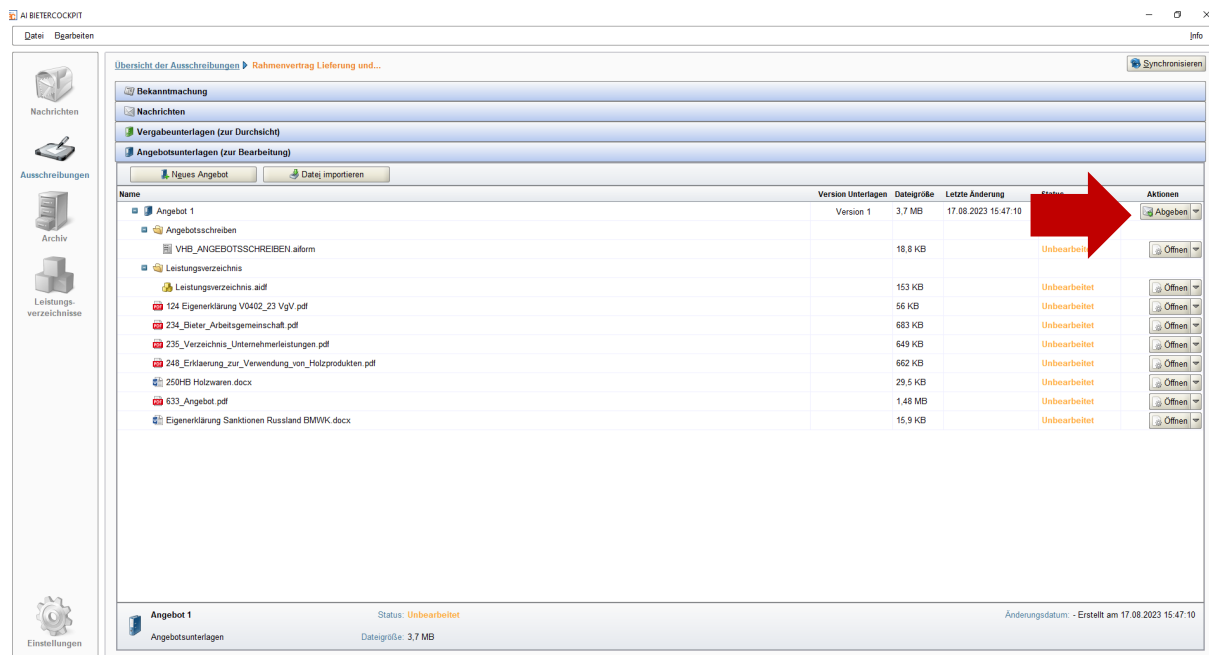 AI BIETERCOCKPIT
Datei Bearbeiten Info
Übersicht der Ausschreibungen Rahmenvertrag Lieferung und... Synchronisieren
Nachrichten
Ausschreibungen
Archiv
Leistungs-
verzeichnisse
Einstellungen
Bekanntmachung
Nachrichten
Vergabeunterlagen (zur Durchsicht)
Angebotsunterlagen (zur Bearbeitung)
Neues Angebot Datei importieren
Name Version Unterlagen Dateigröße Letzte Änderung Status Aktionen
Angebot 1 Version 1 3,7 MB 17.08.2023 15:47:10 Abgeben
Angebotsschreiben
VHB_ANGEBOTSSCHREIBEN.aiform 18,8 KB Unbearbeitet Öffnen
Leistungsverzeichnis
Leistungsverzeichnis.aidf 153 KB Unbearbeitet Öffnen
124 Eigenerklärung V0402_23 VgV.pdf 56 KB Unbearbeitet Öffnen
234_Bieter_Arbeitsgemeinschaft.pdf 683 KB Unbearbeitet Öffnen
235_Verzeichnis_Unternehmerleistungen.pdf 649 KB Unbearbeitet Öffnen
248_Erklaerung_zur_Verwendung_von_Holzprodukten.pdf 662 KB Unbearbeitet Öffnen
250HB Holzwaren.docx 29,5 KB Unbearbeitet Öffnen
633_Angebot.pdf 1,48 MB Unbearbeitet Öffnen
Eigenerklärung Sanktionen Russland BMWK.docx 15,9 KB Unbearbeitet Öffnen
Angebot 1 Status: Unbearbeitet Änderungsdatum: - Erstellt am 17.08.2023 15:47:10
Angebotsunterlagen Dateigröße: 3,7 MB